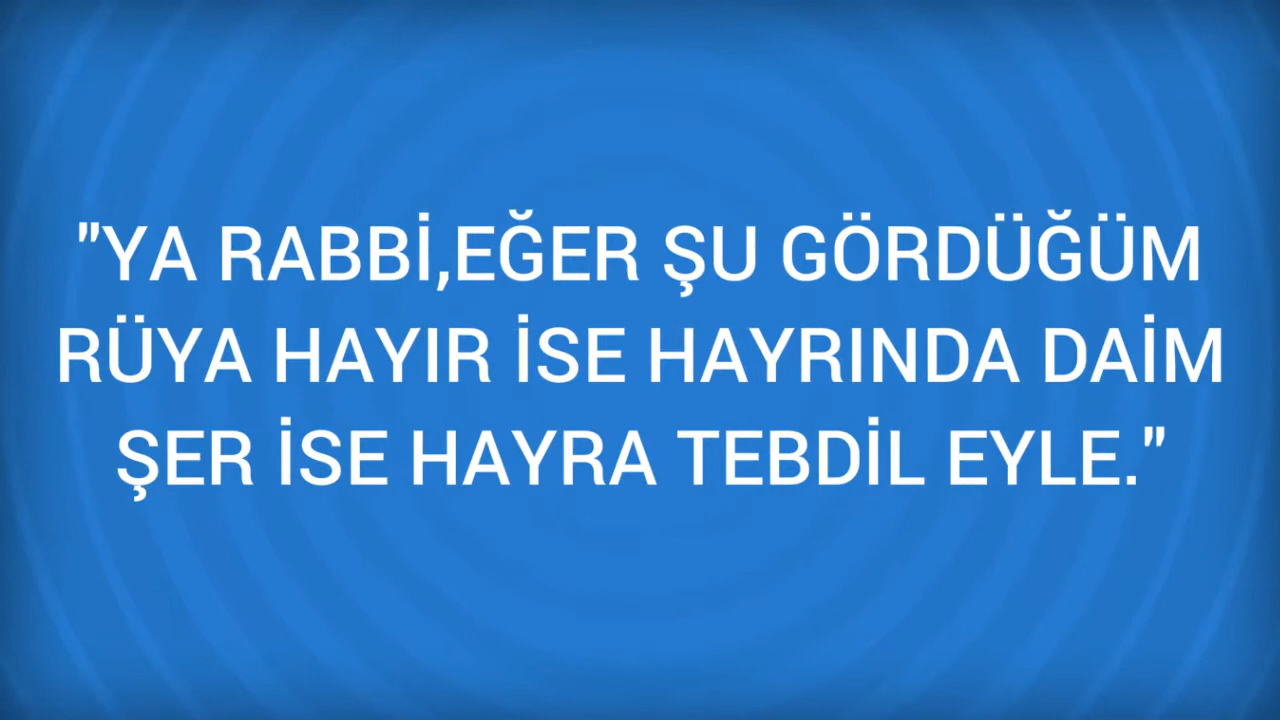 "YA RABBİ,EĞER ŞU GÖRDÜĞÜM
RÜYA HAYIR İSE HAYRINDA DAİM
ŞER İSE HAYRA TEBDİL EYLE."